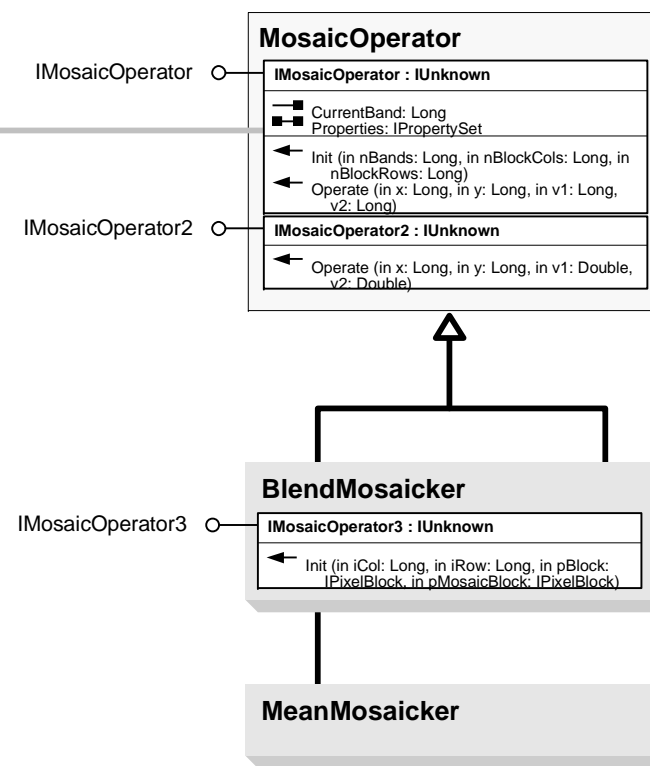 MosaicOperator
IMosaicOperator
IMosaicOperator : IUnknown
CurrentBand: Long
Properties: IPropertySet
Init (in nBands: Long, in nBlockCols: Long, in
nBlockRows: Long)
Operate (in x: Long, in y: Long, in v1: Long,
v2: Long)
IMosaicOperator2
IMosaicOperator2 : IUnknown
Operate (in x: Long, in y: Long, in v1: Double,
v2: Double)
BlendMosaicker
IMosaicOperator3
IMosaicOperator3 : IUnknown
Init (in iCol: Long, in iRow: Long, in pBlock:
IPixelBlock, in pMosaicBlock: IPixelBlock)
MeanMosaicker